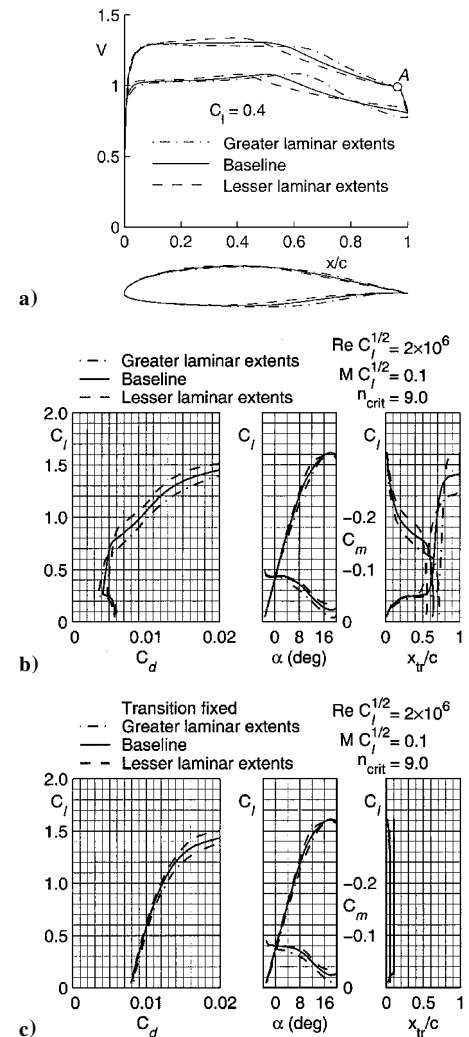 1.5
V
1
A
C_l = 0.4
Greater laminar extents
Baseline
Lesser laminar extents
0.5
0 0.2 0.4 0.6 0.8 1
x/c
a)
Greater laminar extents
Baseline
Lesser laminar extents
Re C_l^1/2 = 2×10^6
M C_l^1/2 = 0.1
n_crit = 9.0
2.0
C_l C_l C_l
1.5
1.0
-0.2
C_m
0.5
-0.1
0 0
0 0.01 0.02 0 8 16 0 0.5 1
C_d α (deg) x_tr/c
b)
Transition fixed
Greater laminar extents
Baseline
Lesser laminar extents
Re C_l^1/2 = 2×10^6
M C_l^1/2 = 0.1
n_crit = 9.0
2.0
C_l C_l C_l
1.5
1.0
-0.2
C_m
0.5
-0.1
0 0
0 0.01 0.02 0 8 16 0 0.5 1
C_d α (deg) x_tr/c
c)